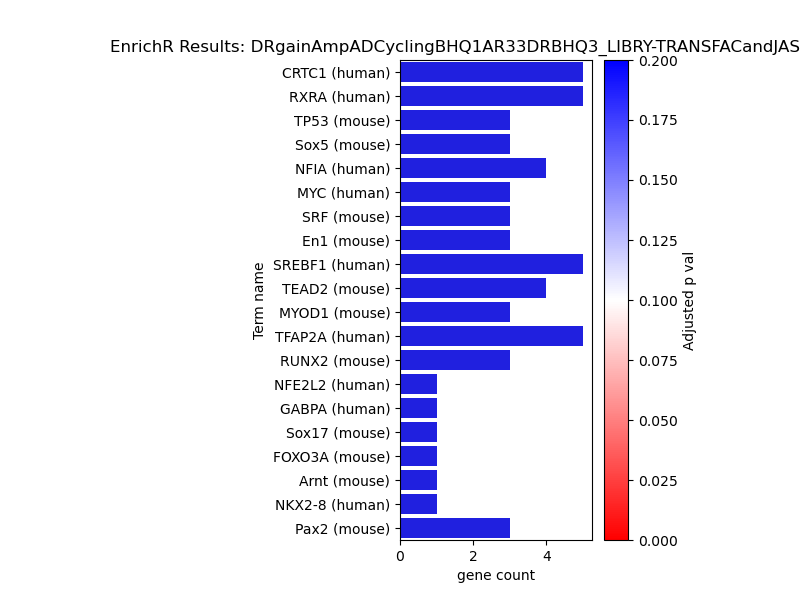 EnrichR Results: DRgainAmpADCyclingBHQ1AR33DRBHQ3_LIBRY-TRANSFACandJAS
CRTC1 (human)
RXRA (human)
TP53 (mouse)
Sox5 (mouse)
NFIA (human)
MYC (human)
SRF (mouse)
En1 (mouse)
SREBF1 (human)
TEAD2 (mouse)
MYOD1 (mouse)
TFAP2A (human)
RUNX2 (mouse)
NFE2L2 (human)
GABPA (human)
Sox17 (mouse)
FOXO3A (mouse)
Arnt (mouse)
NKX2-8 (human)
Pax2 (mouse)
Term name
0 2 4
gene count
0.200
0.175
0.150
0.125
0.100
0.075
0.050
0.025
0.000
Adjusted p val